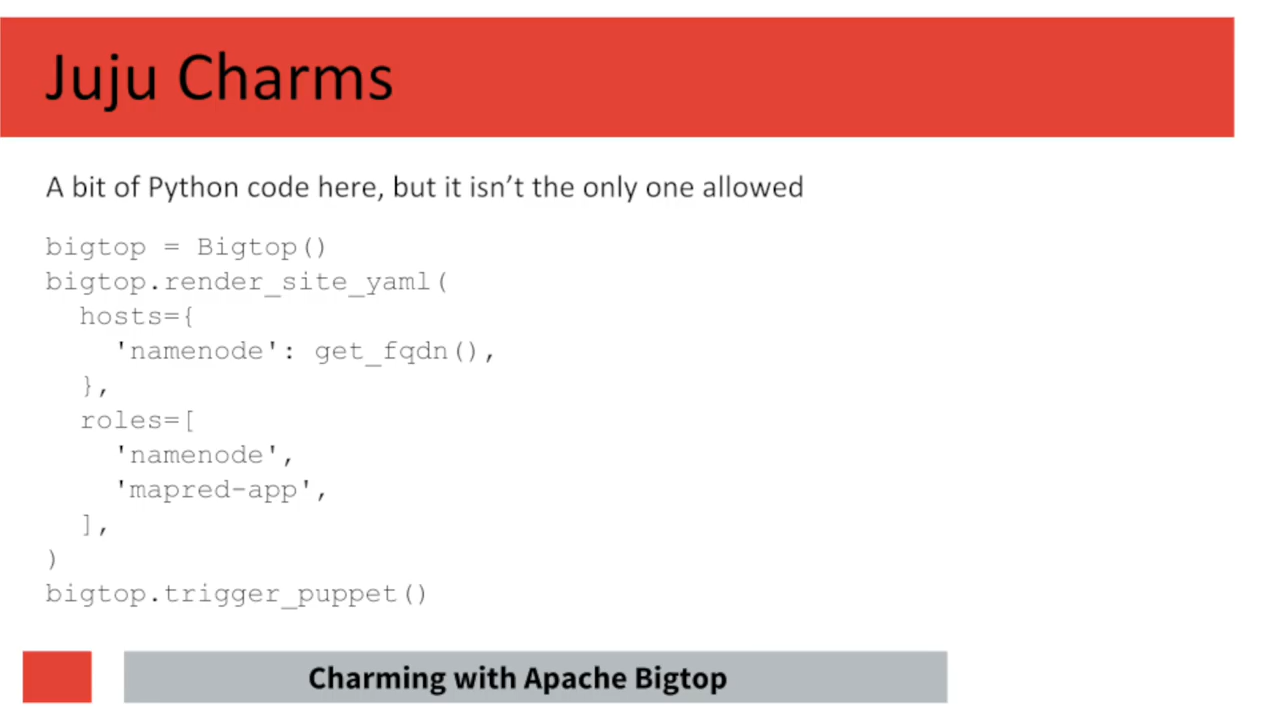 Juju Charms
A bit of Python code here, but it isn’t the only one allowed
bigtop = Bigtop()
bigtop.render_site_yaml(
  hosts={
    'namenode': get_fqdn(),
  },
  roles=[
    'namenode',
    'mapred-app',
  ],
)
bigtop.trigger_puppet()
Charming with Apache Bigtop